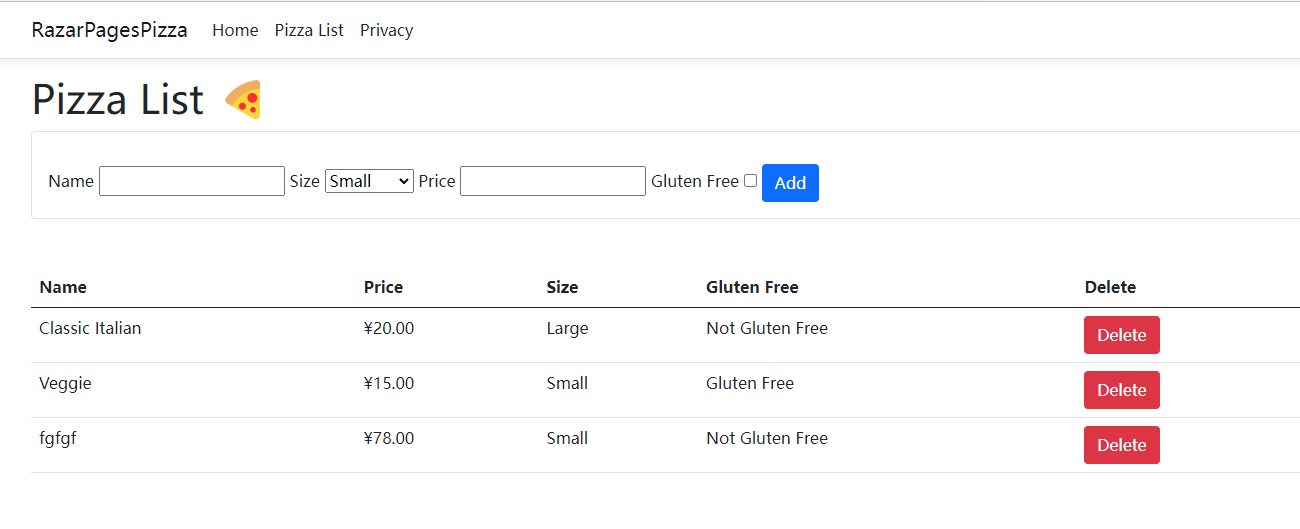 RazarPagesPizza Home Pizza List Privacy
Pizza List
Name Size Small Price Gluten Free Add
Name Price Size Gluten Free Delete
Classic Italian ¥20.00 Large Not Gluten Free Delete
Veggie ¥15.00 Small Gluten Free Delete
fgfgf ¥78.00 Small Not Gluten Free Delete